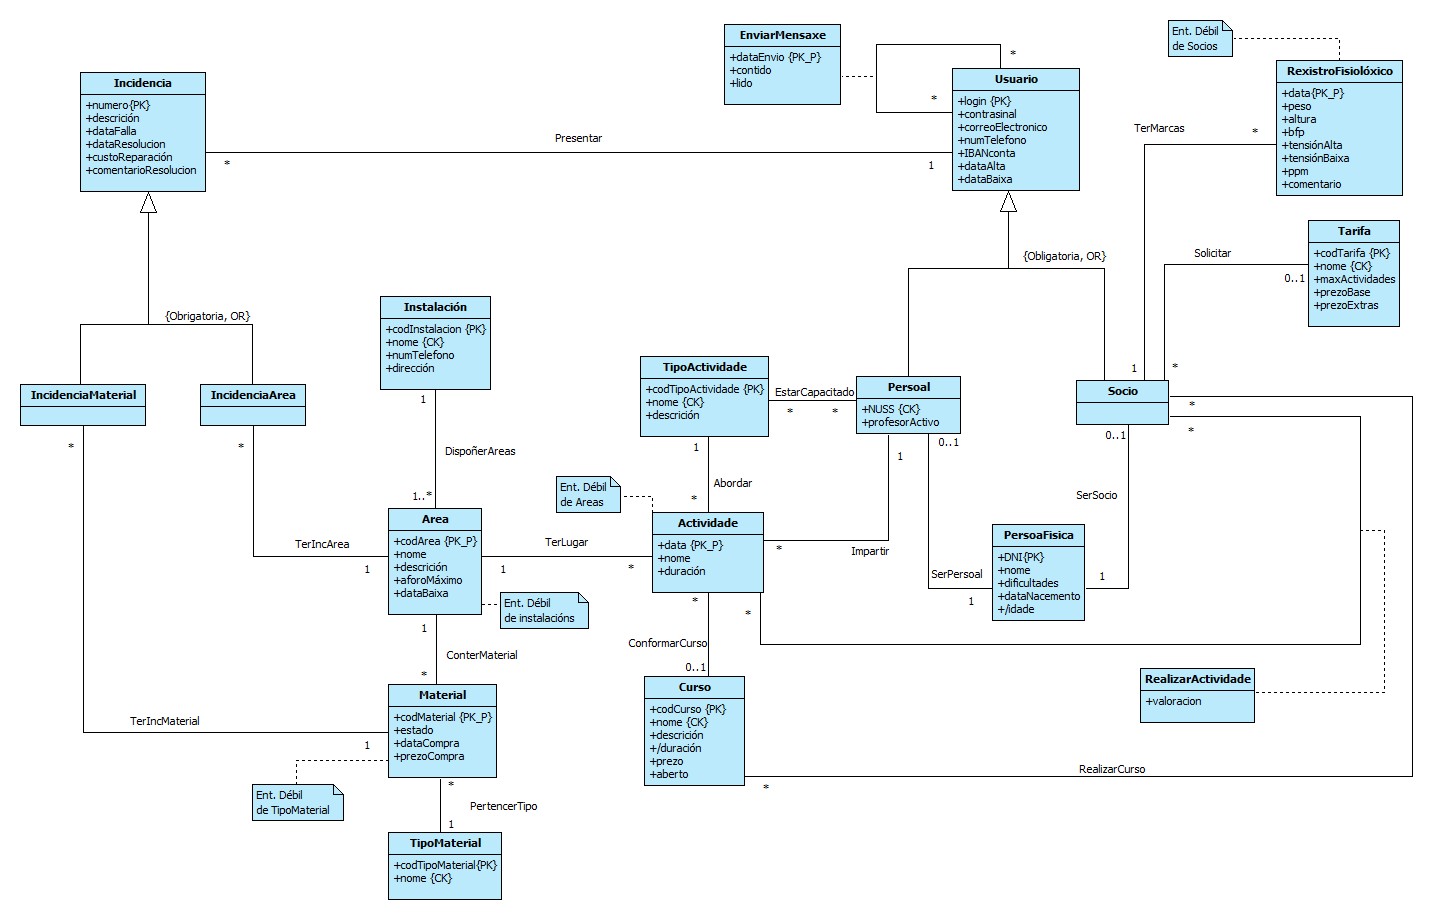 EnviarMensaxe
+dataEnvio {PK_P}
+contido
+lido
*
*
Usuario
+login {PK}
+contrasinal
+correoElectronico
+numTelefono
+IBANconta
+dataAlta
+dataBaixa
Ent. Débil
de Socios
RexistroFisiolóxico
+data{PK_P}
+peso
+altura
+bfp
+tensiónAlta
+tensiónBaixa
+ppm
+comentario
TerMarcas
*
1
Incidencia
+numero{PK}
+descrición
+dataFalla
+dataResolucion
+custoReparación
+comentarioResolucion
Presentar
*
1
Tarifa
+codTarifa {PK}
+nome {CK}
+maxActividades
+prezoBase
+prezoExtras
Solicitar
0..1
*
{Obligatoria, OR}
{Obrigatoria, OR}
Instalación
+codInstalacion {PK}
+nome {CK}
+numTelefono
+dirección
IncidenciaMaterial
*
IncidenciaArea
*
TipoActividade
+codTipoActividade {PK}
+nome {CK}
+descrición
EstarCapacitado
*
*
Persoal
+NUSS {CK}
+profesorActivo
Socio
*
*
0..1
1
DispoñerAreas
1..*
1
Abordar
*
1
0..1
SerSocio
Ent. Débil
de Areas
Area
+codArea {PK_P}
+nome
+descrición
+aforoMáximo
+dataBaixa
TerIncArea
1
TerLugar
1
*
Actividade
+data {PK_P}
+nome
+duración
*
Impartir
PersoaFisica
+DNI{PK}
+nome
+dificultades
+dataNacemento
+/idade
SerPersoal
1
1
Ent. Débil
de instalacións
1
ConterMaterial
*
*
*
ConformarCurso
0..1
Material
+codMaterial {PK_P}
+estado
+dataCompra
+prezoCompra
TerIncMaterial
1
Curso
+codCurso {PK}
+nome {CK}
+descrición
+/duración
+prezo
+aberto
RealizarActividade
+valoracion
RealizarCurso
*
Ent. Débil
de TipoMaterial
*
PertencerTipo
1
TipoMaterial
+codTipoMaterial{PK}
+nome {CK}